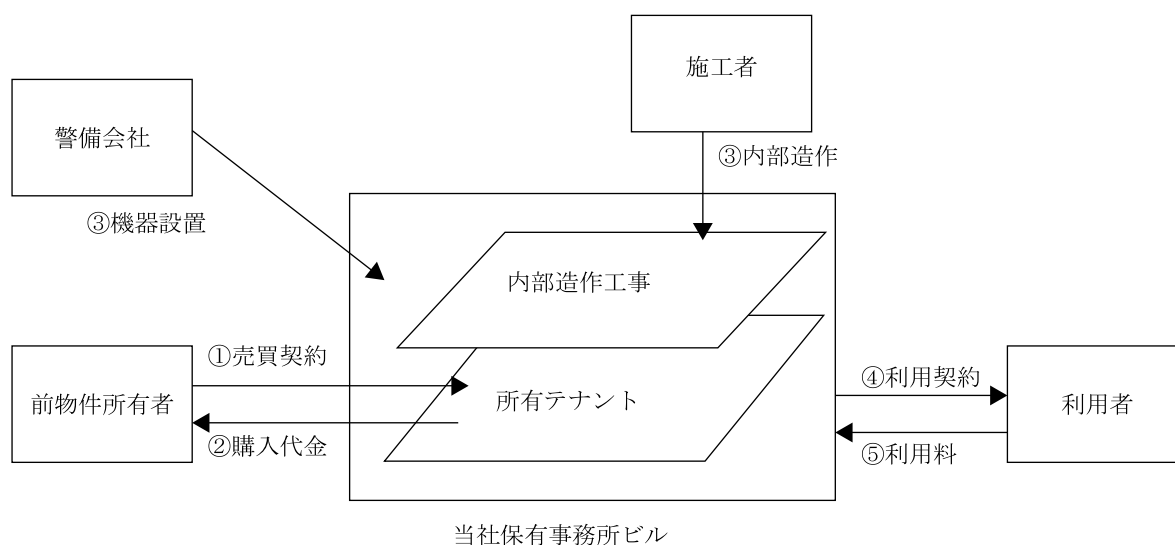 施工者
警備会社
③内部造作
③機器設置
内部造作工事
①売買契約
④利用契約
前物件所有者
所有テナント
利用者
②購入代金
⑤利用料
当社保有事務所ビル